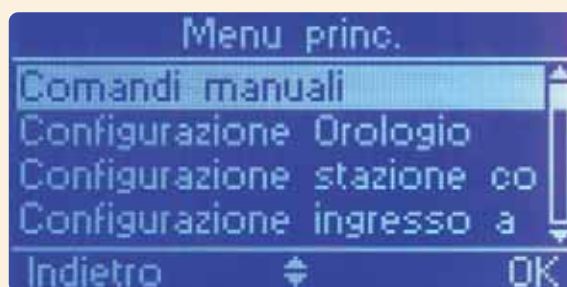 Menu princ.
Comandi manuali
Configurazione Orologio
Configurazione stazione co
Configurazione ingresso a
Indietro OK